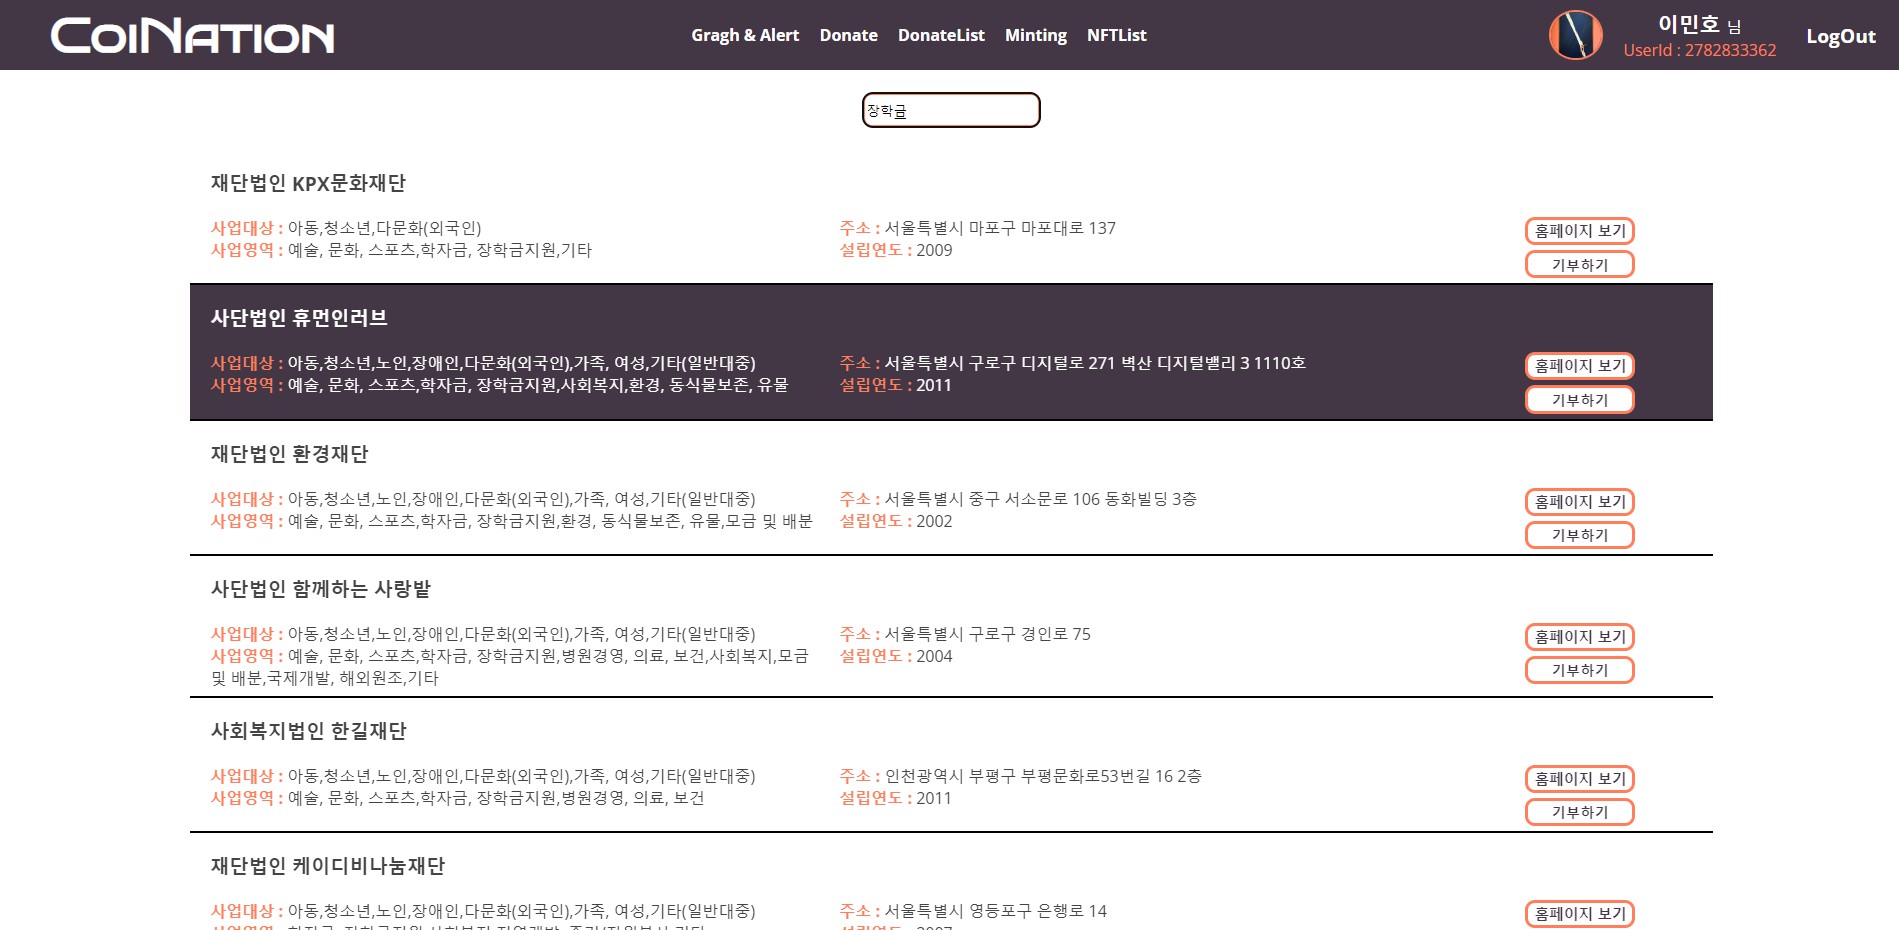 CoiNation
Gragh & Alert Donate DonateList Minting NFTList
이민호 님
UserId : 2782833362
LogOut
장학금
재단법인 KPX문화재단
사업대상 : 아동,청소년,다문화(외국인)
사업영역 : 예술, 문화, 스포츠,학자금, 장학금지원,기타
주소 : 서울특별시 마포구 마포대로 137
설립연도 : 2009
홈페이지 보기
기부하기
사단법인 휴먼인러브
사업대상 : 아동,청소년,노인,장애인,다문화(외국인),가족, 여성,기타(일반대중)
사업영역 : 예술, 문화, 스포츠,학자금, 장학금지원,사회복지,환경, 동식물보존, 유물
주소 : 서울특별시 구로구 디지털로 271 벽산 디지털밸리 3 1110호
설립연도 : 2011
홈페이지 보기
기부하기
재단법인 환경재단
사업대상 : 아동,청소년,노인,장애인,다문화(외국인),가족, 여성,기타(일반대중)
사업영역 : 예술, 문화, 스포츠,학자금, 장학금지원,환경, 동식물보존, 유물,모금 및 배분
주소 : 서울특별시 중구 서소문로 106 동화빌딩 3층
설립연도 : 2002
홈페이지 보기
기부하기
사단법인 함께하는 사랑밭
사업대상 : 아동,청소년,노인,장애인,다문화(외국인),가족, 여성,기타(일반대중)
사업영역 : 예술, 문화, 스포츠,학자금, 장학금지원,병원경영, 의료, 보건,사회복지,모금
및 배분,국제개발, 해외원조,기타
주소 : 서울특별시 구로구 경인로 75
설립연도 : 2004
홈페이지 보기
기부하기
사회복지법인 한길재단
사업대상 : 아동,청소년,노인,장애인,다문화(외국인),가족, 여성,기타(일반대중)
사업영역 : 예술, 문화, 스포츠,학자금, 장학금지원,병원경영, 의료, 보건
주소 : 인천광역시 부평구 부평문화로53번길 16 2층
설립연도 : 2011
홈페이지 보기
기부하기
재단법인 케이디비나눔재단
사업대상 : 아동,청소년,노인,장애인,다문화(외국인),가족, 여성,기타(일반대중)
주소 : 서울특별시 영등포구 은행로 14
홈페이지 보기